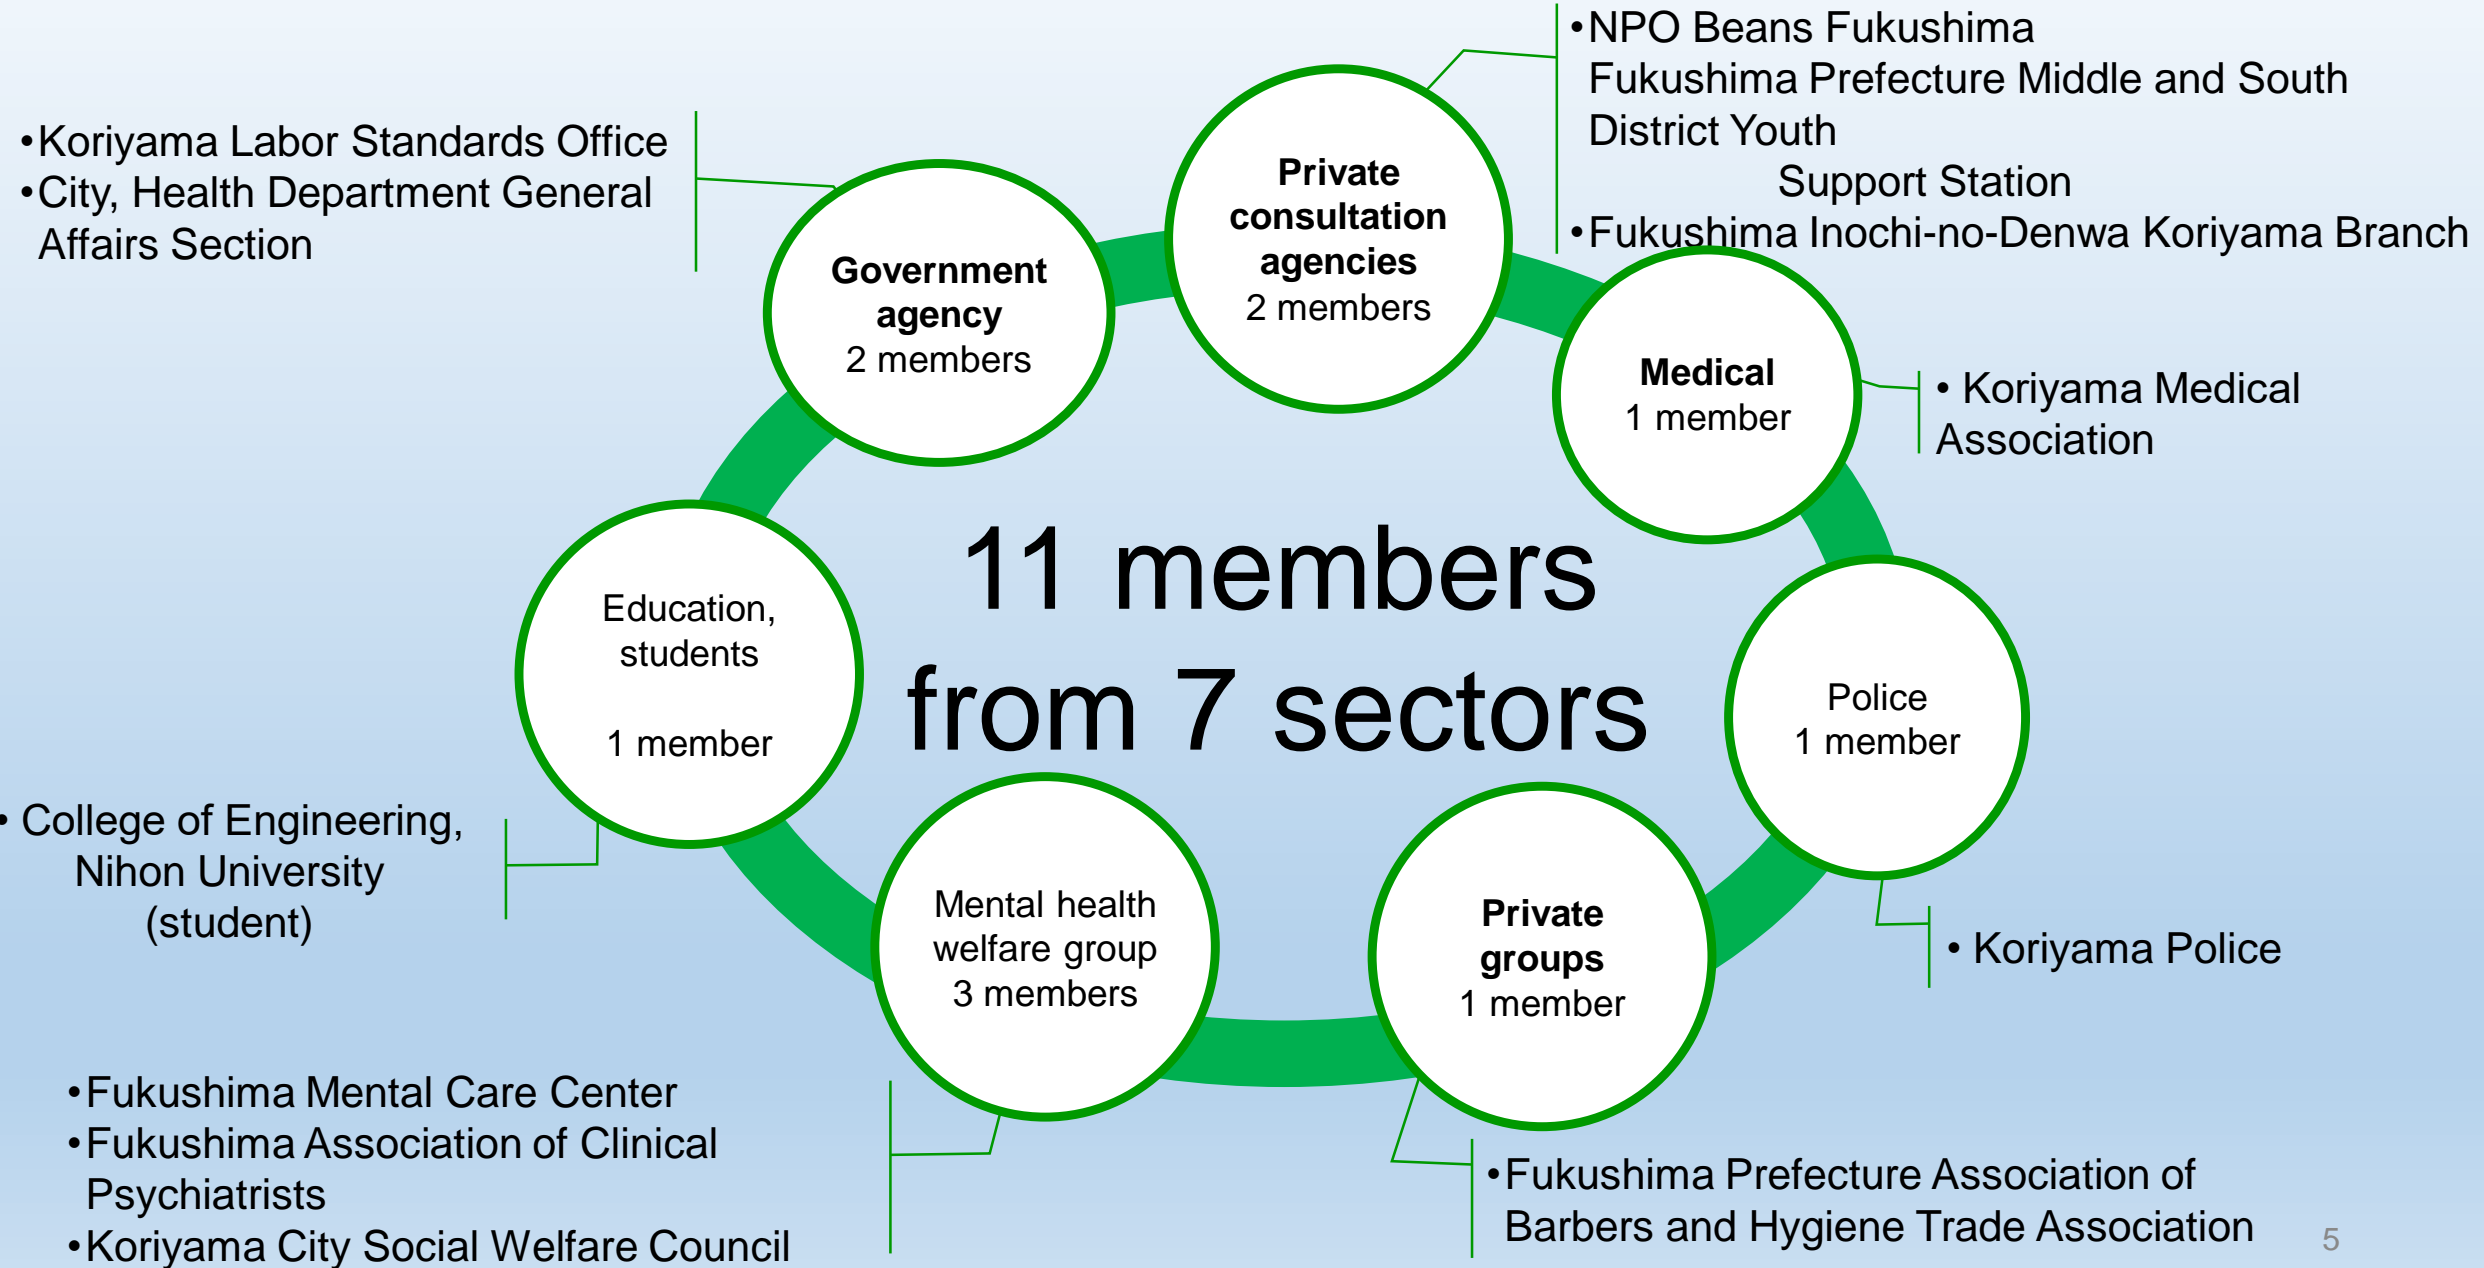 •NPO Beans Fukushima
Fukushima Prefecture Middle and South
District Youth
Support Station
•Fukushima Inochi-no-Denwa Koriyama Branch
•Koriyama Labor Standards Office
•City, Health Department General
Affairs Section
Private
consultation
agencies
2 members
Government
agency
2 members
Medical
1 member
• Koriyama Medical
Association
11 members
from 7 sectors
Education,
students
1 member
Police
1 member
• College of Engineering,
Nihon University
(student)
Mental health
welfare group
3 members
Private
groups
1 member
• Koriyama Police
•Fukushima Mental Care Center
•Fukushima Association of Clinical
Psychiatrists
•Koriyama City Social Welfare Council
•Fukushima Prefecture Association of
Barbers and Hygiene Trade Association
5